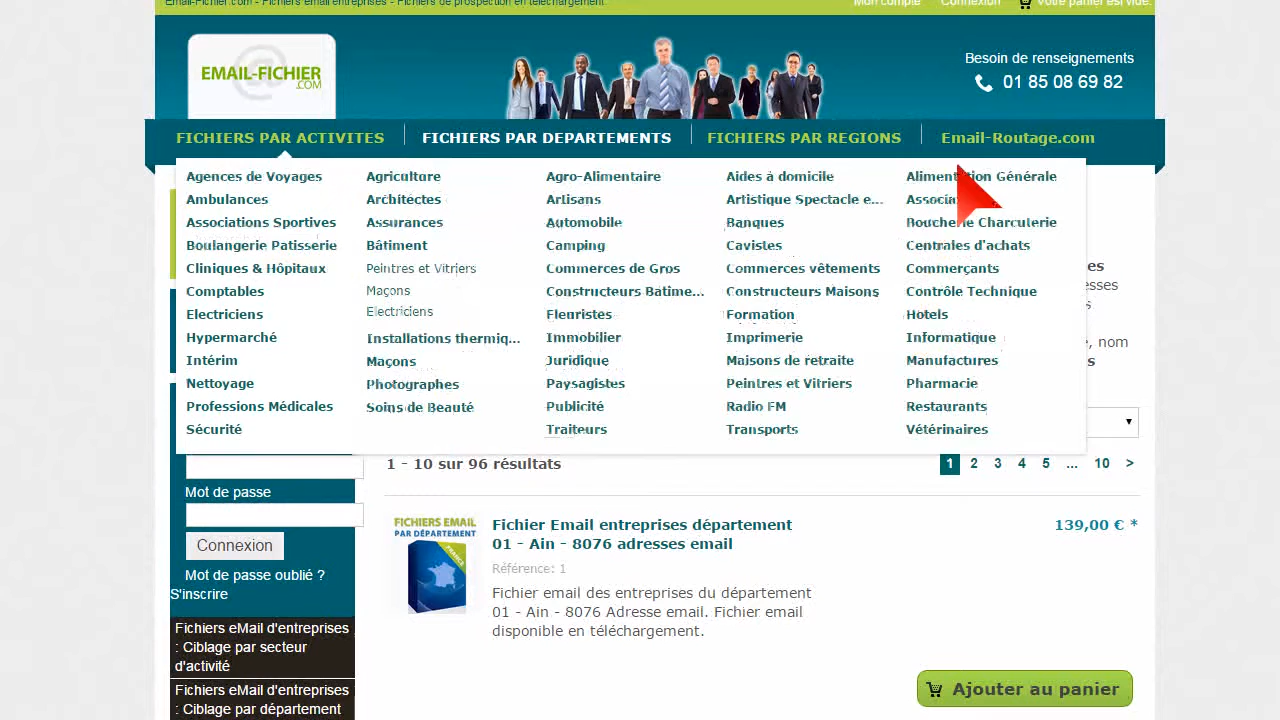 Email-Fichier.com - Fichiers email entreprises - Fichiers de prospection en téléchargement
Mon compte Connexion Votre panier est vide.
EMAIL-FICHIER
.COM
Besoin de renseignements
01 85 08 69 82
FICHIERS PAR ACTIVITES FICHIERS PAR DEPARTEMENTS FICHIERS PAR REGIONS Email-Routage.com
Agences de Voyages Agriculture Agro-Alimentaire Aides à domicile Alimentation Générale
Ambulances Architectes Artisans Artistique Spectacle e...
Associations Sportives Assurances Automobile Banques Boucherie Charcuterie
Boulangerie Patisserie Bâtiment Camping Cavistes Centrales d'achats
Cliniques & Hôpitaux Peintres et Vitriers Commerces de Gros Commerces vêtements Commerçants
Comptables Maçons Constructeurs Batime... Constructeurs Maisons Contrôle Technique
Electriciens Electriciens Fleuristes Formation Hotels
Hypermarché Installations thermiq... Immobilier Imprimerie Informatique
Intérim Maçons Juridique Maisons de retraite Manufactures
Nettoyage Photographes Paysagistes Peintres et Vitriers Pharmacie
Professions Médicales Soins de Beauté Publicité Radio FM Restaurants
Sécurité Traiteurs Transports Vétérinaires
, nom
1 - 10 sur 96 résultats
1 2 3 4 5 ... 10 >
Mot de passe
Connexion
Mot de passe oublié ?
S'inscrire
Fichiers eMail d'entreprises
: Ciblage par secteur
d'activité
Fichiers eMail d'entreprises
: Ciblage par département
FICHIERS EMAIL
PAR DÉPARTEMENT
FRANCE
Fichier Email entreprises département
01 - Ain - 8076 adresses email
139,00 € *
Référence: 1
Fichier email des entreprises du département
01 - Ain - 8076 Adresse email. Fichier email
disponible en téléchargement.
Ajouter au panier